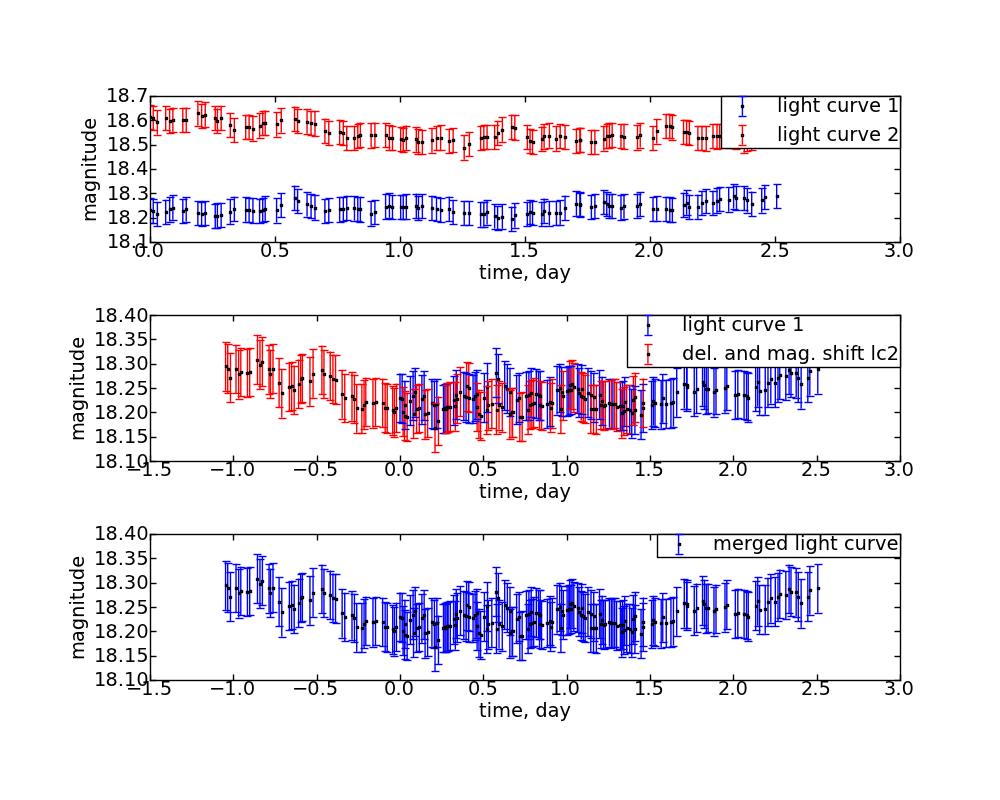 18.7
18.6
18.5
18.4
18.3
18.2
18.1
magnitude
light curve 1
light curve 2
0.0 0.5 1.0 1.5 2.0 2.5 3.0
time, day
18.40
18.35
18.30
18.25
18.20
18.15
18.10
magnitude
light curve 1
del. and mag. shift lc2
−1.5 −1.0 −0.5 0.0 0.5 1.0 1.5 2.0 2.5 3.0
time, day
18.40
18.35
18.30
18.25
18.20
18.15
18.10
magnitude
merged light curve
−1.5 −1.0 −0.5 0.0 0.5 1.0 1.5 2.0 2.5 3.0
time, day